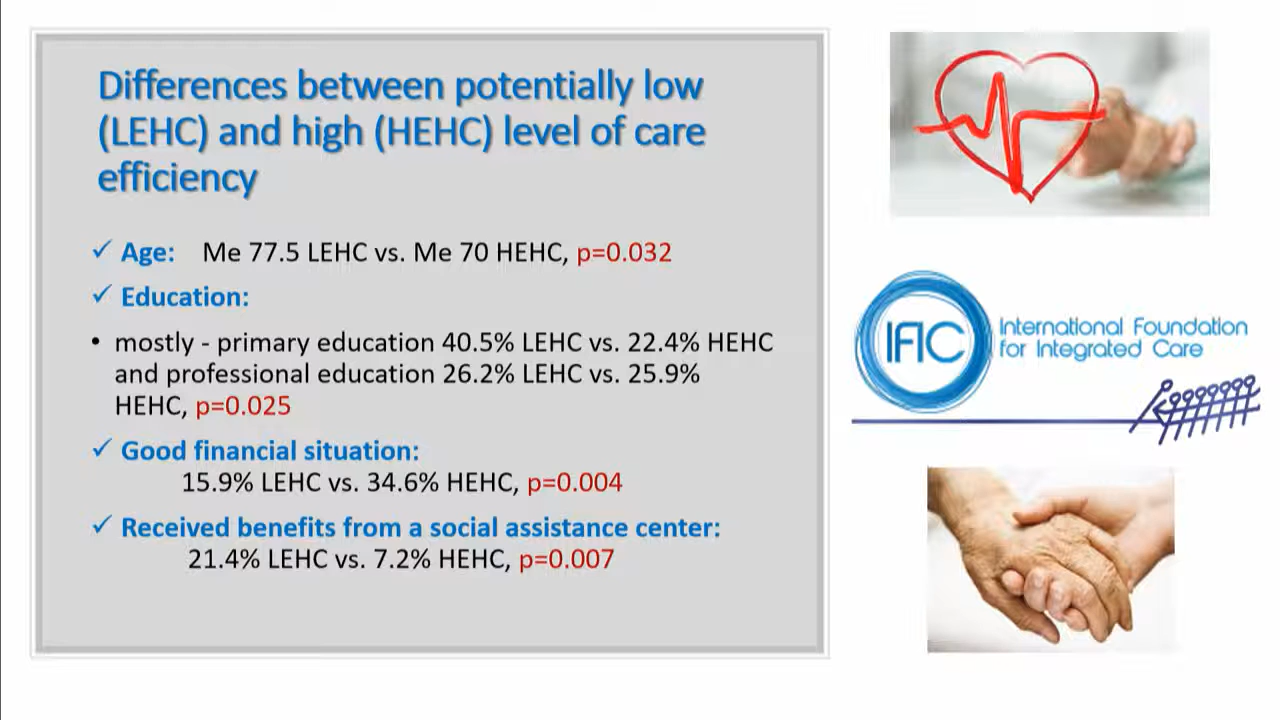 Differences between potentially low
(LEHC) and high (HEHC) level of care
efficiency
✓ Age: Me 77.5 LEHC vs. Me 70 HEHC, p=0.032
✓ Education:
• mostly - primary education 40.5% LEHC vs. 22.4% HEHC
and professional education 26.2% LEHC vs. 25.9%
HEHC, p=0.025
✓ Good financial situation:
15.9% LEHC vs. 34.6% HEHC, p=0.004
✓ Received benefits from a social assistance center:
21.4% LEHC vs. 7.2% HEHC, p=0.007
IFIC
International Foundation
for Integrated Care